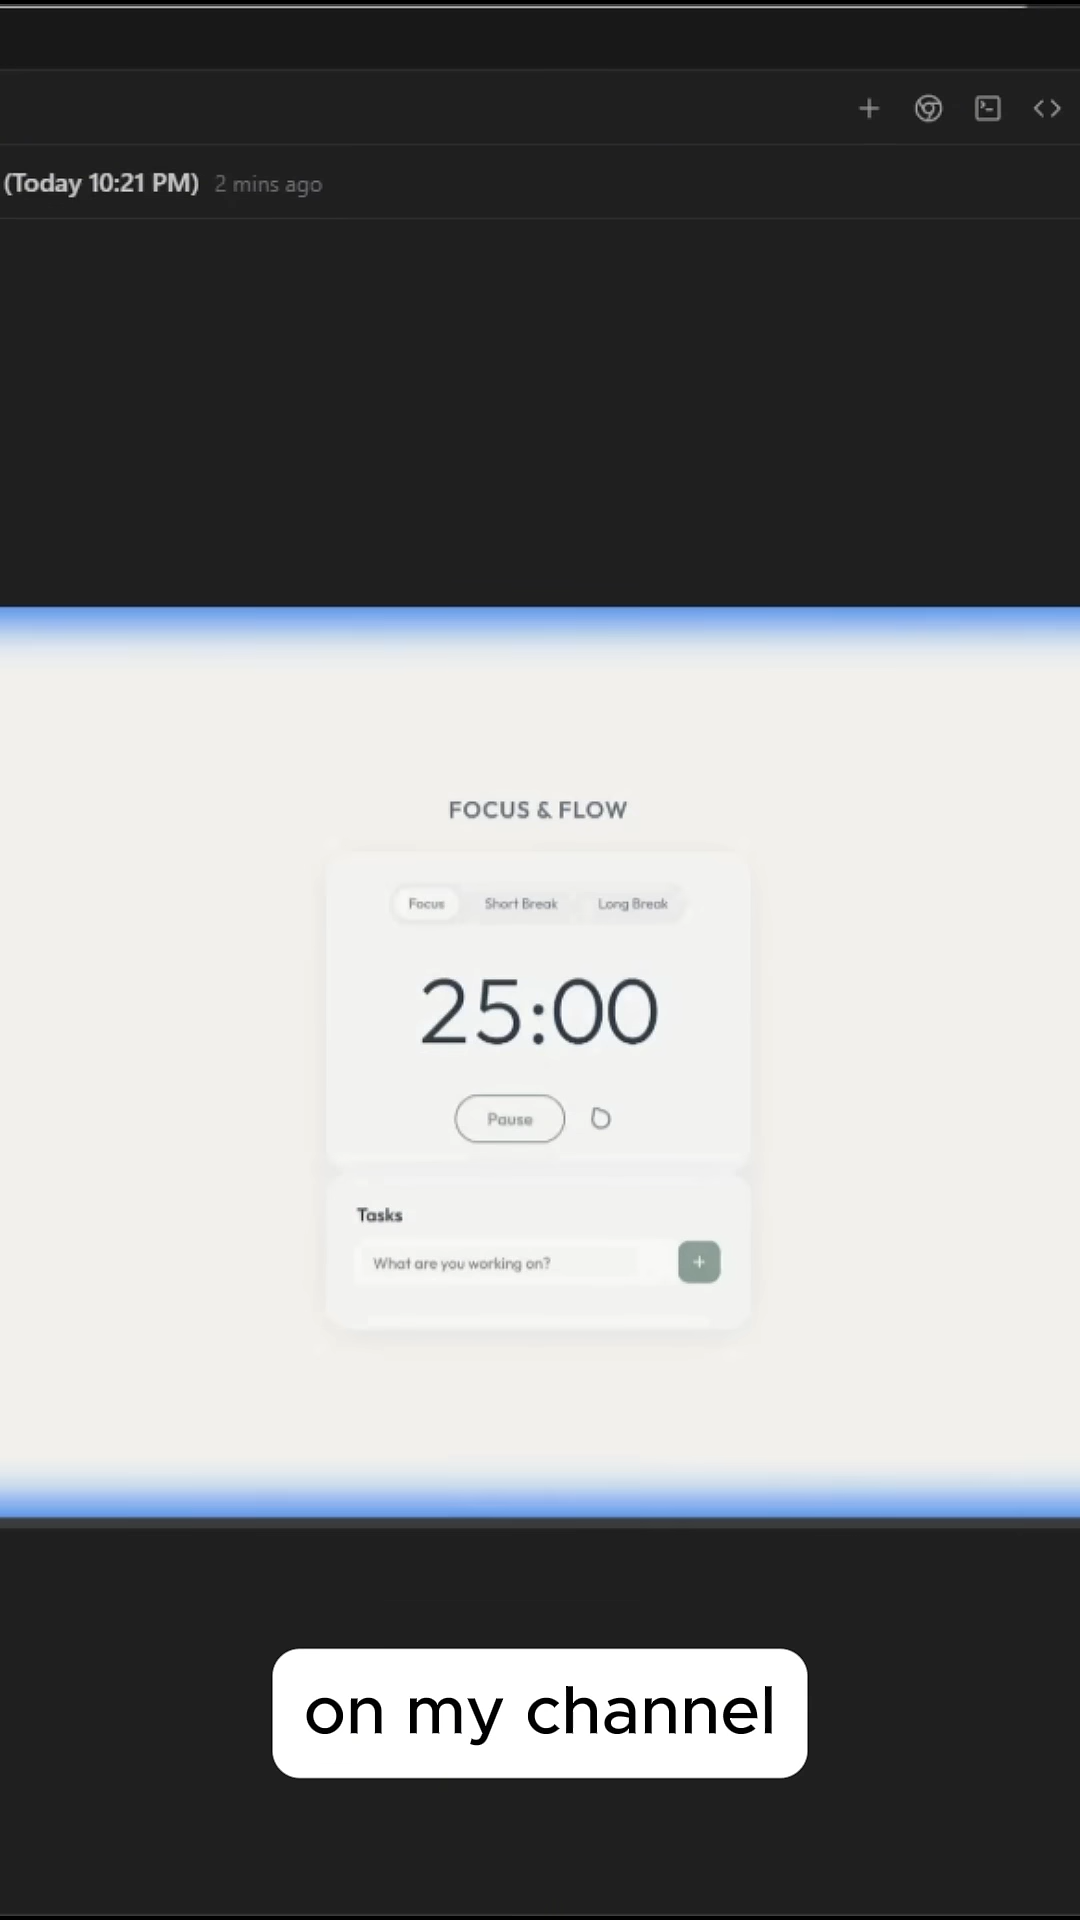 (Today 10:21 PM) 2 mins ago
FOCUS & FLOW
Focus Short Break Long Break
25:00
Pause
Tasks
What are you working on?
+
on my channel